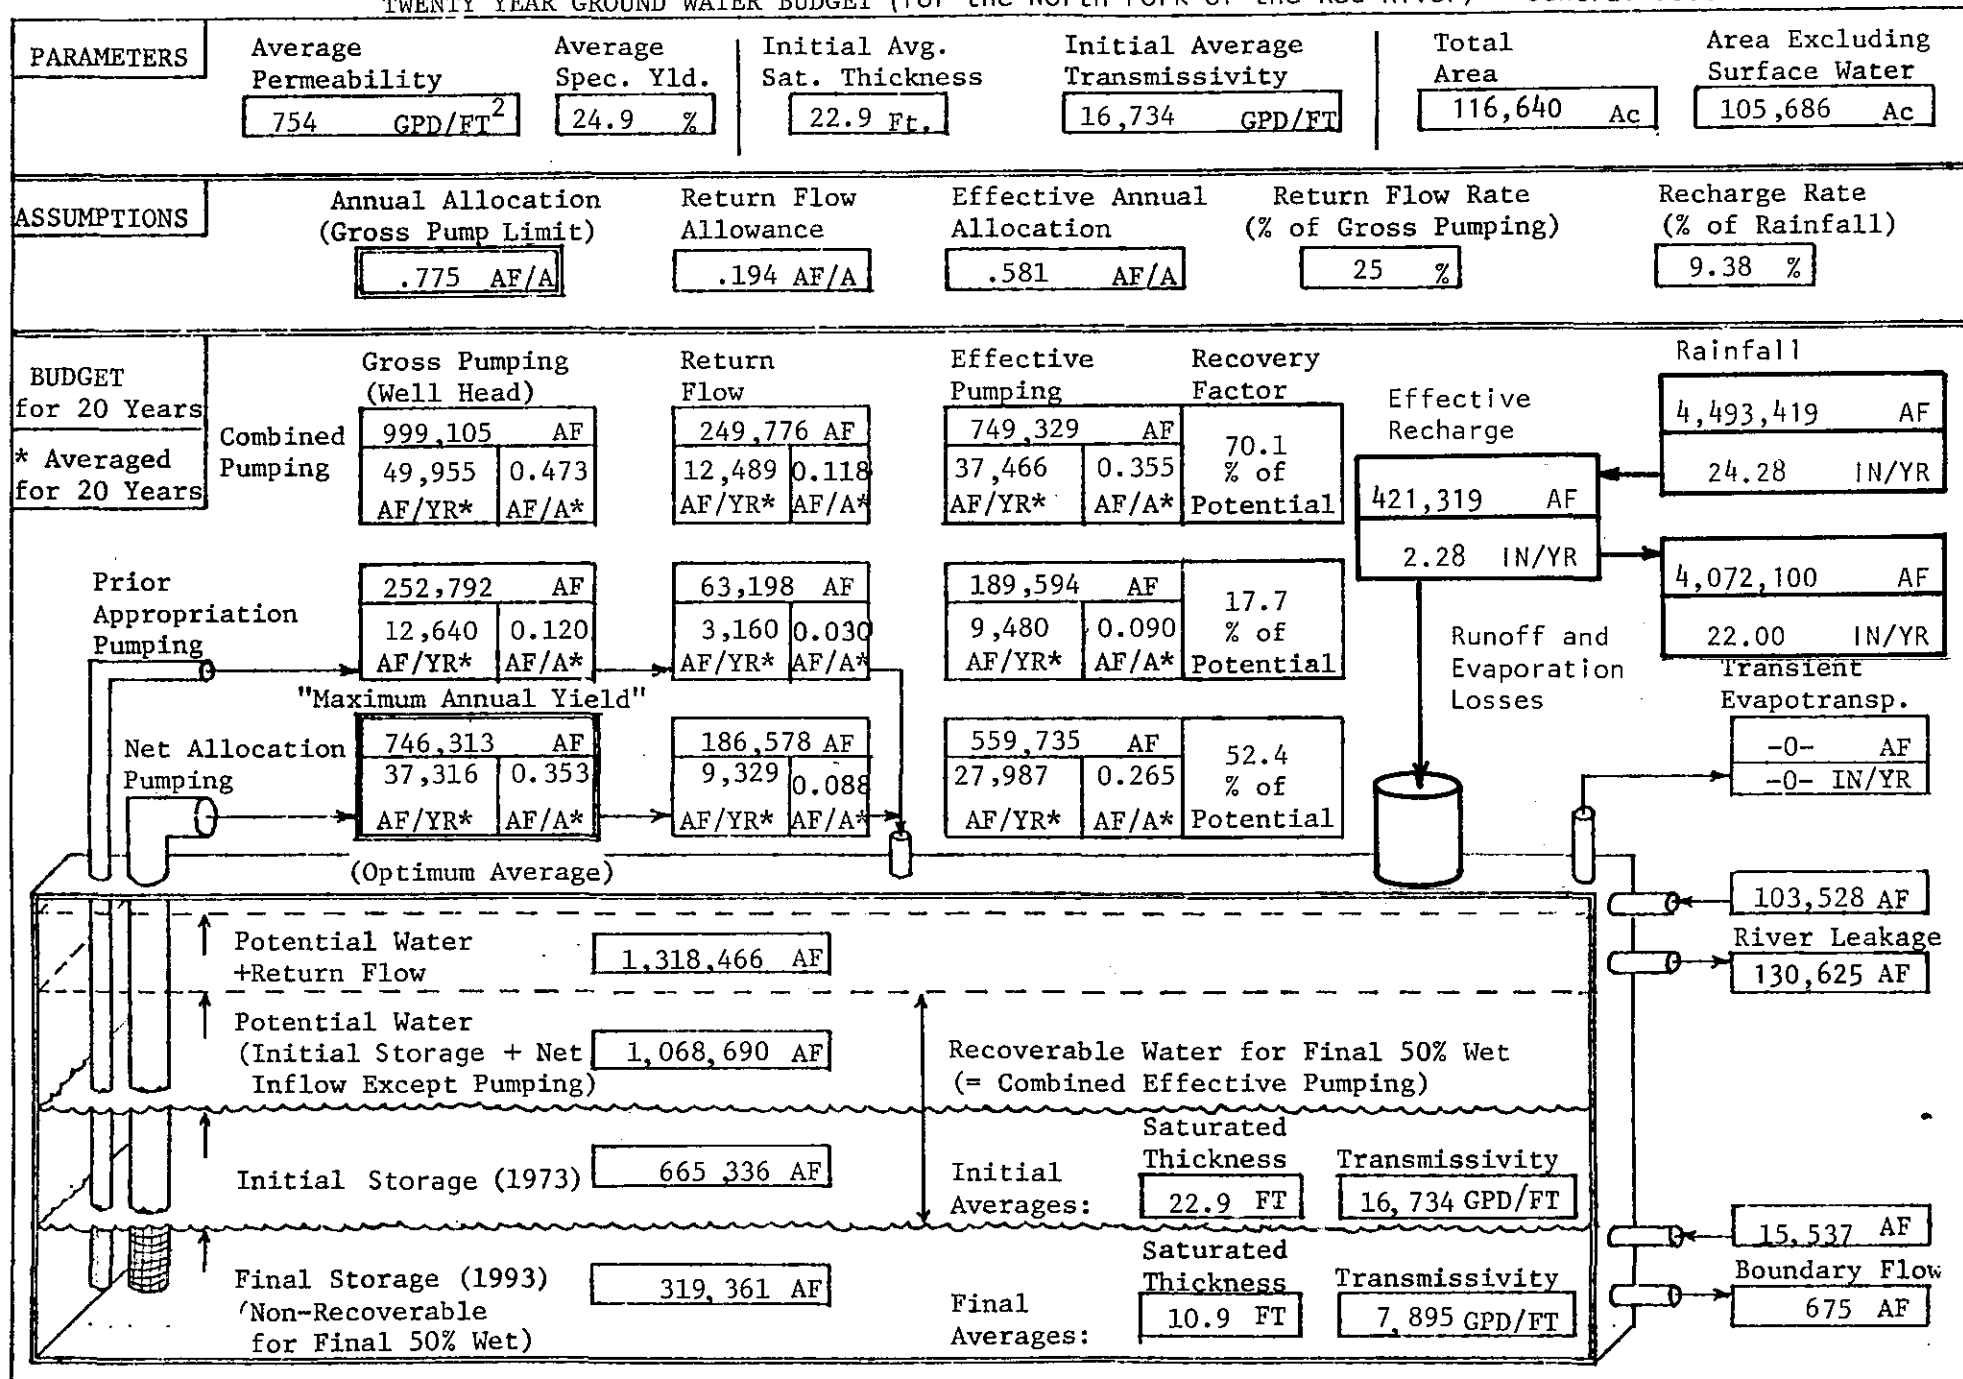 TWENTY YEAR GROUND WATER BUDGET (for the North Fork of the Red River)
PARAMETERS
Average Permeability
754 GPD/FT2
Average Spec. Yld.
24.9 %
Initial Avg. Sat. Thickness
22.9 Ft.
Initial Average Transmissivity
16,734 GPD/FT
Total Area
116,640 Ac
Area Excluding Surface Water
105,686 Ac
ASSUMPTIONS
Annual Allocation (Gross Pump Limit)
.775 AF/A
Return Flow Allowance
.194 AF/A
Effective Annual Allocation
.581 AF/A
Return Flow Rate (% of Gross Pumping)
25 %
Recharge Rate (% of Rainfall)
9.38 %
BUDGET for 20 Years
* Averaged for 20 Years
Gross Pumping (Well Head)
Return Flow
Effective Pumping
Recovery Factor
Combined Pumping
999,105 AF
49,955 AF/YR*
0.473 AF/A*
249,776 AF
12,489 AF/YR*
0.118 AF/A*
749,329 AF
37,466 AF/YR*
0.355 AF/A*
70.1 % of Potential
Effective Recharge
421,319 AF
2.28 IN/YR
Rainfall
4,493,419 AF
24.28 IN/YR
4,072,100 AF
22.00 IN/YR
Runoff and Evaporation Losses
Prior Appropriation Pumping
252,792 AF
12,640 AF/YR*
0.120 AF/A*
63,198 AF
3,160 AF/YR*
0.030 AF/A*
189,594 AF
9,480 AF/YR*
0.090 AF/A*
17.7 % of Potential
"Maximum Annual Yield"
Net Allocation Pumping
746,313 AF
37,316 AF/YR*
0.353 AF/A*
186,578 AF
9,329 AF/YR*
0.088 AF/A*
559,735 AF
27,987 AF/YR*
0.265 AF/A*
52.4 % of Potential
(Optimum Average)
Transient Evapotransp.
-0- AF
-0- IN/YR
103,528 AF
River Leakage
130,625 AF
Potential Water +Return Flow
1,318,466 AF
Potential Water (Initial Storage + Net Inflow Except Pumping)
1,068,690 AF
Recoverable Water for Final 50% Wet (= Combined Effective Pumping)
Initial Storage (1973)
665,336 AF
Initial Averages:
Saturated Thickness
22.9 FT
Transmissivity
16,734 GPD/FT
Final Storage (1993) (Non-Recoverable for Final 50% Wet)
319,361 AF
Final Averages:
Saturated Thickness
10.9 FT
Transmissivity
7,895 GPD/FT
15,537 AF
Boundary Flow
675 AF